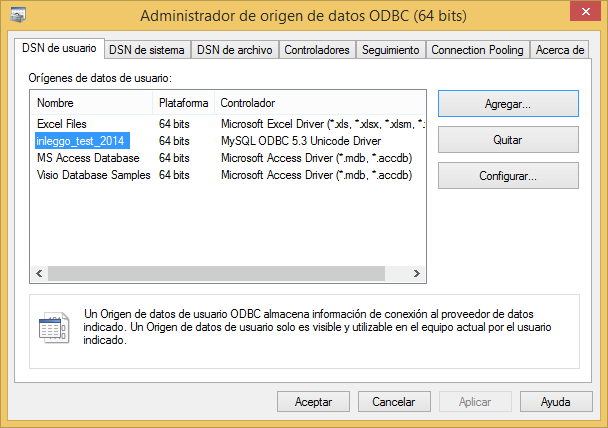 Administrador de origen de datos ODBC (64 bits)
DSN de usuario DSN de sistema DSN de archivo Controladores Seguimiento Connection Pooling Acerca de
Orígenes de datos de usuario:
Nombre Plataforma Controlador
Excel Files 64 bits Microsoft Excel Driver (*.xls, *.xlsx, *.xlsm, *.
inleggo_test_2014 64 bits MySQL ODBC 5.3 Unicode Driver
MS Access Database 64 bits Microsoft Access Driver (*.mdb, *.accdb)
Visio Database Samples 64 bits Microsoft Access Driver (*.mdb, *.accdb)
Agregar...
Quitar
Configurar...
Un Origen de datos de usuario ODBC almacena información de conexión al proveedor de datos
indicado. Un Origen de datos de usuario solo es visible y utilizable en el equipo actual por el usuario
indicado.
Aceptar Cancelar Aplicar Ayuda